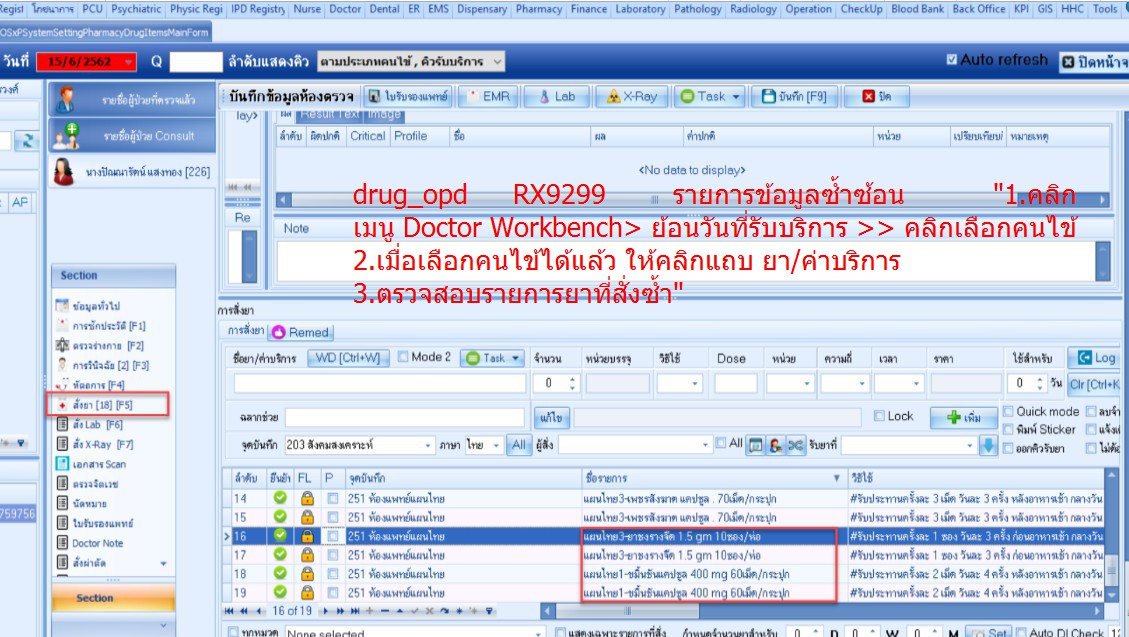 โภชนาการ PCU Psychiatric Physic Regi IPD Registry Nurse Doctor Dental ER EMS Dispensary Pharmacy Finance Laboratory Pathology Radiology Operation CheckUp Blood Bank Back Office KPI GIS HHC Tools
OSxPSystemSettingPharmacyDrugItemsMainForm
วันที่ 15/6/2562 Q ลำดับแสดงคิว ตามประเภทคนไข้ , คิวรับบริการ Auto refresh ปิดหน้าจ
รายชื่อผู้ป่วยที่ตรวจแล้ว
บันทึกข้อมูลห้องตรวจ ใบรับรองแพทย์ EMR Lab X-Ray Task บันทึก [F9] ปิด
lay> Result Text Image
รายชื่อผู้ป่วย Consult
ลำดับ ผิดปกติ Critical Profile ชื่อ ผล ค่าปกติ หน่วย เปรียบเทียบ หมายเหตุ
นางปัณณารัตน์ แสงทอง [226]
<No data to display>
AF
drug_opd RX9299 รายการข้อมูลซ้ำซ้อน "1.คลิก
เมนู Doctor Workbench> ย้อนวันที่รับบริการ >> คลิกเลือกคนไข้
2.เมื่อเลือกคนไข้ได้แล้ว ให้คลิกแถบ ยา/ค่าบริการ
3.ตรวจสอบรายการยาที่สั่งซ้ำ"
Re
Note
Section
ข้อมูลทั่วไป
การซักประวัติ [F1]
ตรวจร่างกาย [F2]
การวินิจฉัย [2] [F3]
หัตถการ [F4]
สั่งยา [18] [F5]
สั่ง Lab [F6]
สั่ง X-Ray [F7]
เอกสาร Scan
ตรวจจิตเวช
นัดหมาย
ใบรับรองแพทย์
Doctor Note
สั่งผ่าตัด
Section
759756
การสั่งยา
การสั่งยา Remed
ชื่อยา/ค่าบริการ WD [Ctrl+W] Mode 2 Task จำนวน หน่วยบรรจุ วิธีใช้ Dose หน่วย ความถี่ เวลา ราคา ใช้สำหรับ Log
0 0 วัน Clr [Ctrl+K
ฉลากช่วย แก้ไข Lock เพิ่ม Quick mode
พิมพ์ Sticker
จุดบันทึก 203 สังคมสงเคราะห์ ภาษา ไทย All ผู้สั่ง All รับยาที่ ออกคิวรับยา
ลำดับ ยืนยัน FL P จุดบันทึก ชื่อรายการ วิธีใช้
14 251 ห้องแพทย์แผนไทย แผนไทย3-เพชรสังฆาต แคปซูล . 70เม็ด/กระปุก #รับประทานครั้งละ 3 เม็ด วันละ 3 ครั้ง หลังอาหารเช้า กลางวัน
15 251 ห้องแพทย์แผนไทย แผนไทย3-เพชรสังฆาต แคปซูล . 70เม็ด/กระปุก #รับประทานครั้งละ 3 เม็ด วันละ 3 ครั้ง หลังอาหารเช้า กลางวัน
16 251 ห้องแพทย์แผนไทย แผนไทย3-ยาชงรางจืด 1.5 gm 10ซอง/ห่อ #รับประทานครั้งละ 1 ซอง วันละ 3 ครั้ง ก่อนอาหารเช้า กลางวัน
17 251 ห้องแพทย์แผนไทย แผนไทย3-ยาชงรางจืด 1.5 gm 10ซอง/ห่อ #รับประทานครั้งละ 1 ซอง วันละ 3 ครั้ง ก่อนอาหารเช้า กลางวัน
18 251 ห้องแพทย์แผนไทย แผนไทย1-ขมิ้นชันแคปซูล 400 mg 60เม็ด/กระปุก #รับประทานครั้งละ 2 เม็ด วันละ 4 ครั้ง หลังอาหารเช้า กลางวัน
19 251 ห้องแพทย์แผนไทย แผนไทย1-ขมิ้นชันแคปซูล 400 mg 60เม็ด/กระปุก #รับประทานครั้งละ 2 เม็ด วันละ 4 ครั้ง หลังอาหารเช้า กลางวัน
16 of 19
ทุกหมวด None selected แสดงเฉพาะรายการที่สั่ง กำหนดจำนวนยาสำหรับ 0 D 0 W 0 M Set Auto DI Check